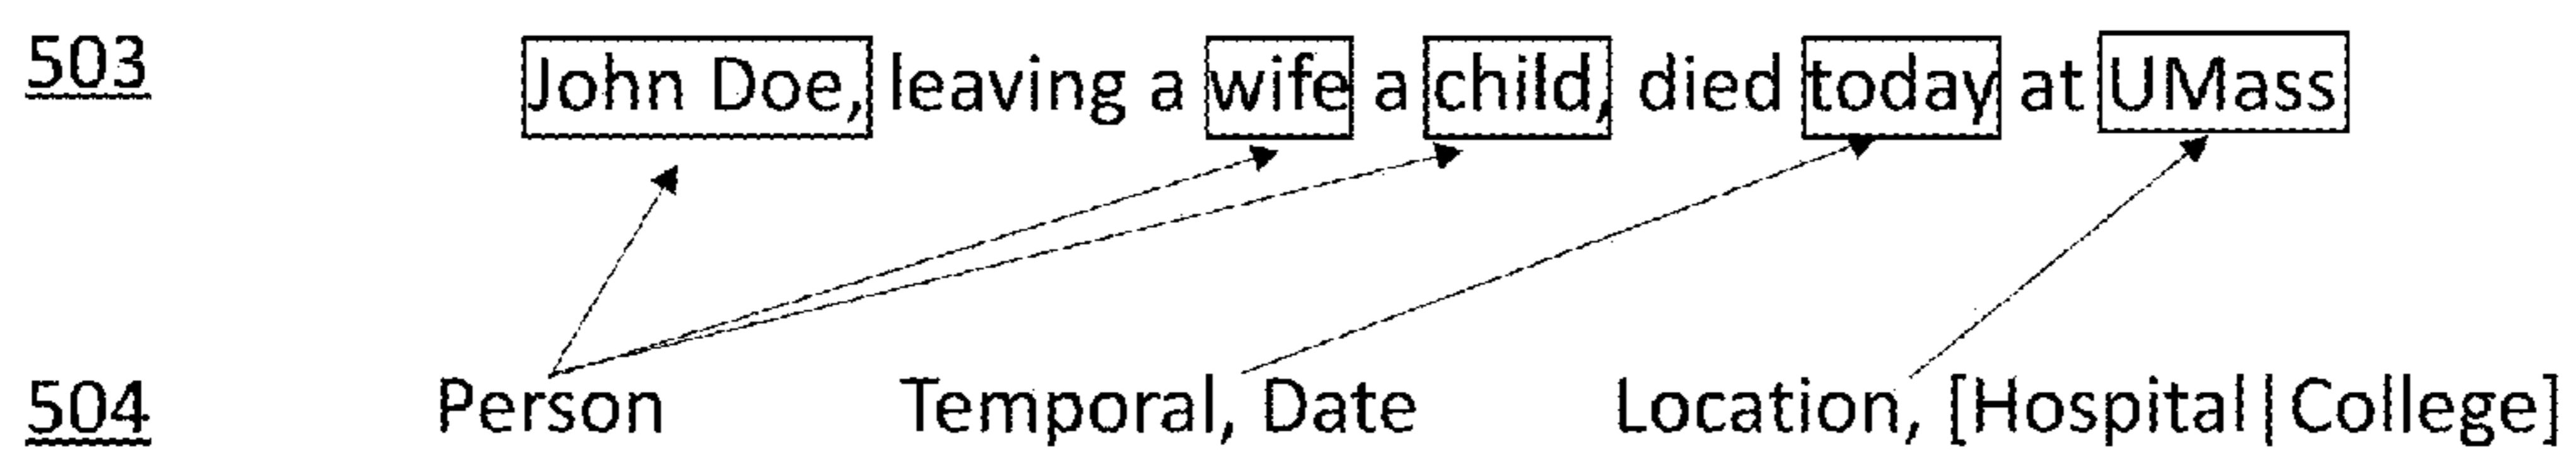 503 John Doe, leaving a wife a child, died today at UMass
504 Person Temporal, Date Location, [Hospital|College]